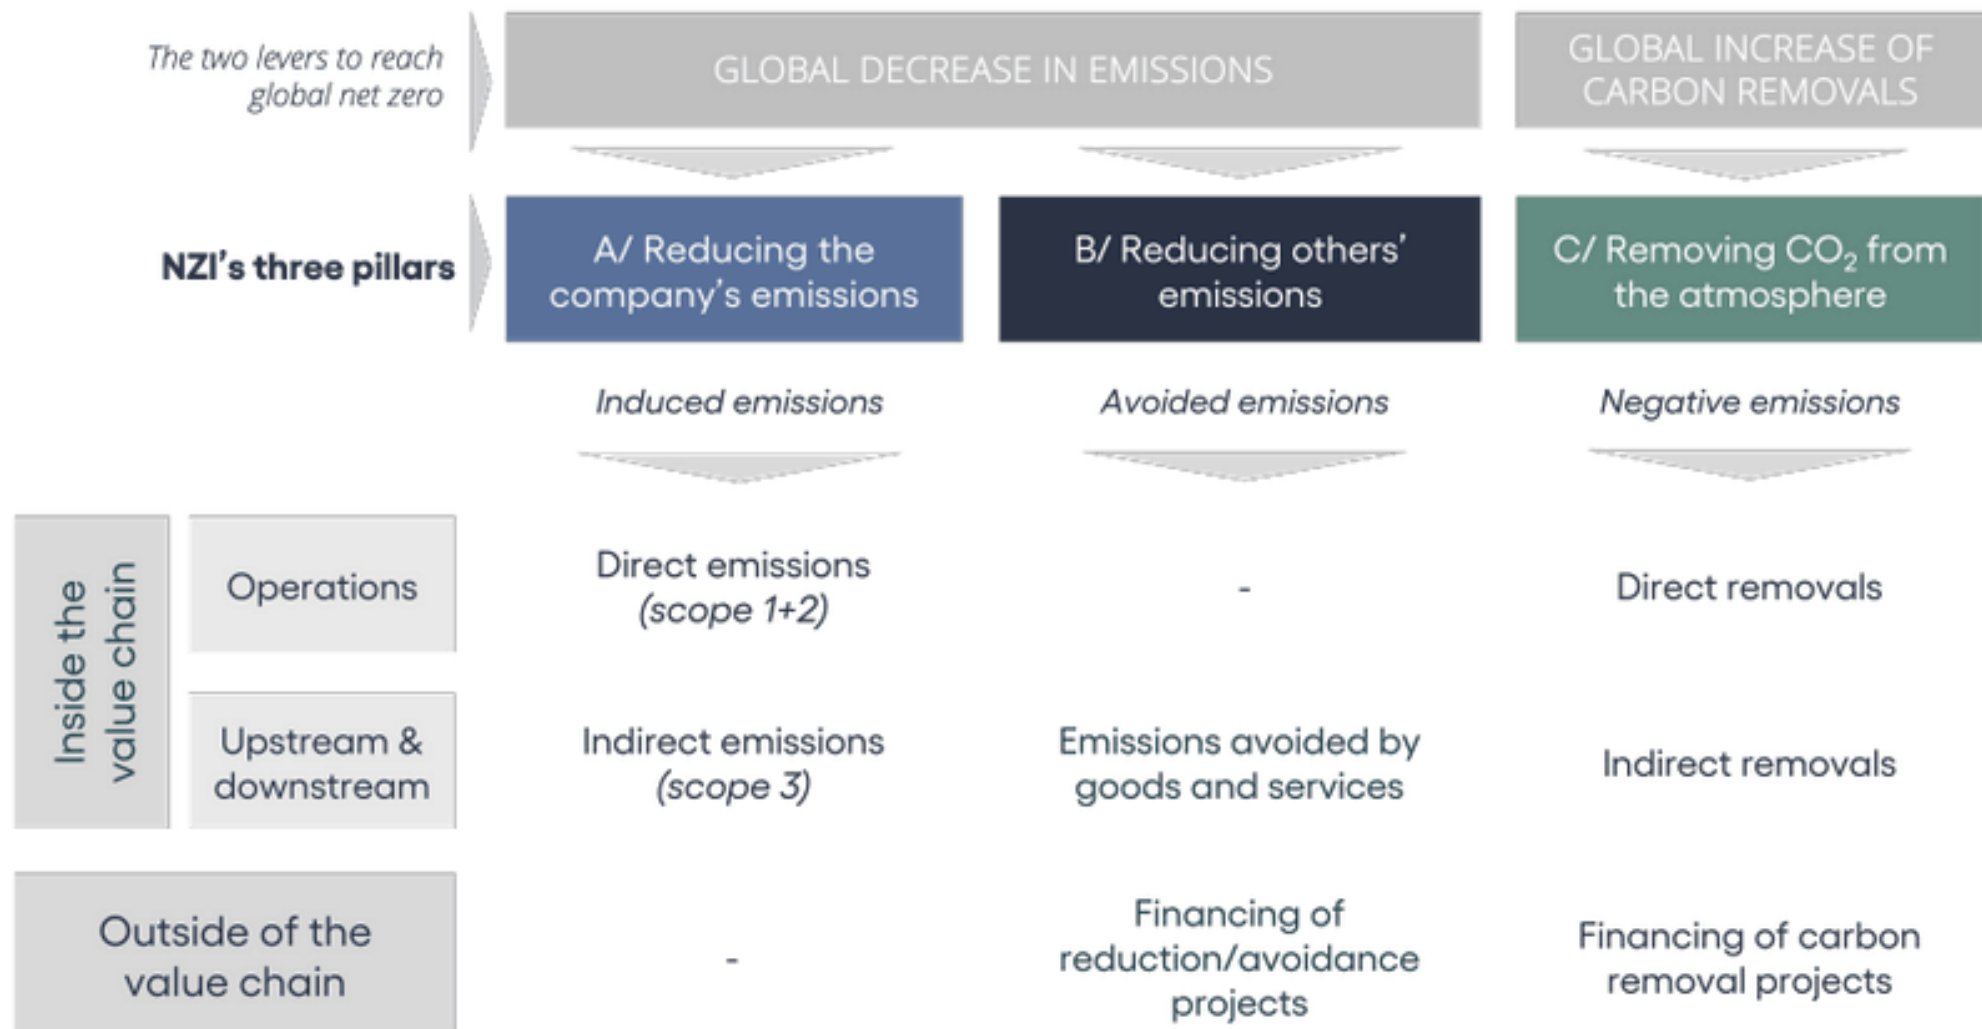 The two levers to reach
global net zero
GLOBAL DECREASE IN EMISSIONS
GLOBAL INCREASE OF
CARBON REMOVALS
NZI's three pillars
A/ Reducing the
company's emissions
B/ Reducing others'
emissions
C/ Removing CO₂ from
the atmosphere
Induced emissions
Avoided emissions
Negative emissions
Inside the
value chain
Operations
Direct emissions
(scope 1+2)
-
Direct removals
Upstream &
downstream
Indirect emissions
(scope 3)
Emissions avoided by
goods and services
Indirect removals
Outside of the
value chain
-
Financing of
reduction/avoidance
projects
Financing of carbon
removal projects